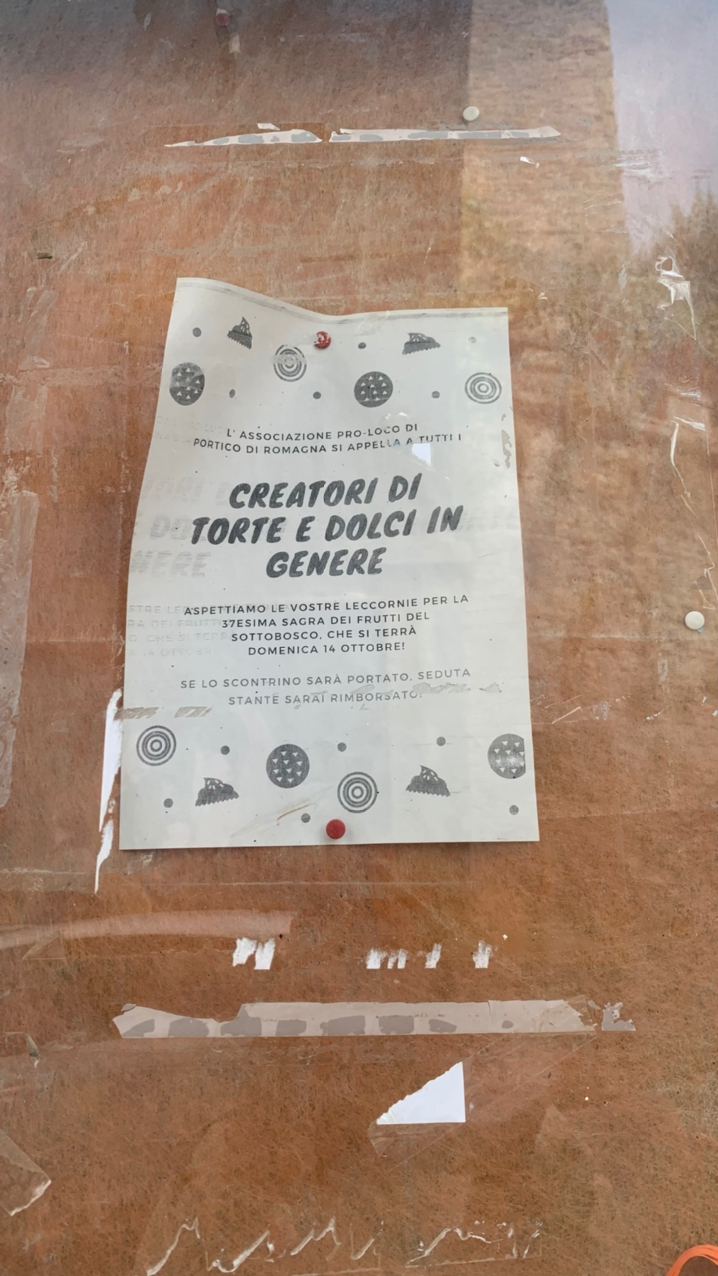 L' ASSOCIAZIONE PRO-LOCO DI
PORTICO DI ROMAGNA SI APPELLA A TUTTI I
CREATORI DI
TORTE E DOLCI IN
GENERE
ASPETTIAMO LE VOSTRE LECCORNIE PER LA
37ESIMA SAGRA DEI FRUTTI DEL
SOTTOBOSCO, CHE SI TERRÀ
DOMENICA 14 OTTOBRE!
SE LO SCONTRINO SARÀ PORTATO, SEDUTA
STANTE SARAI RIMBORSATO!